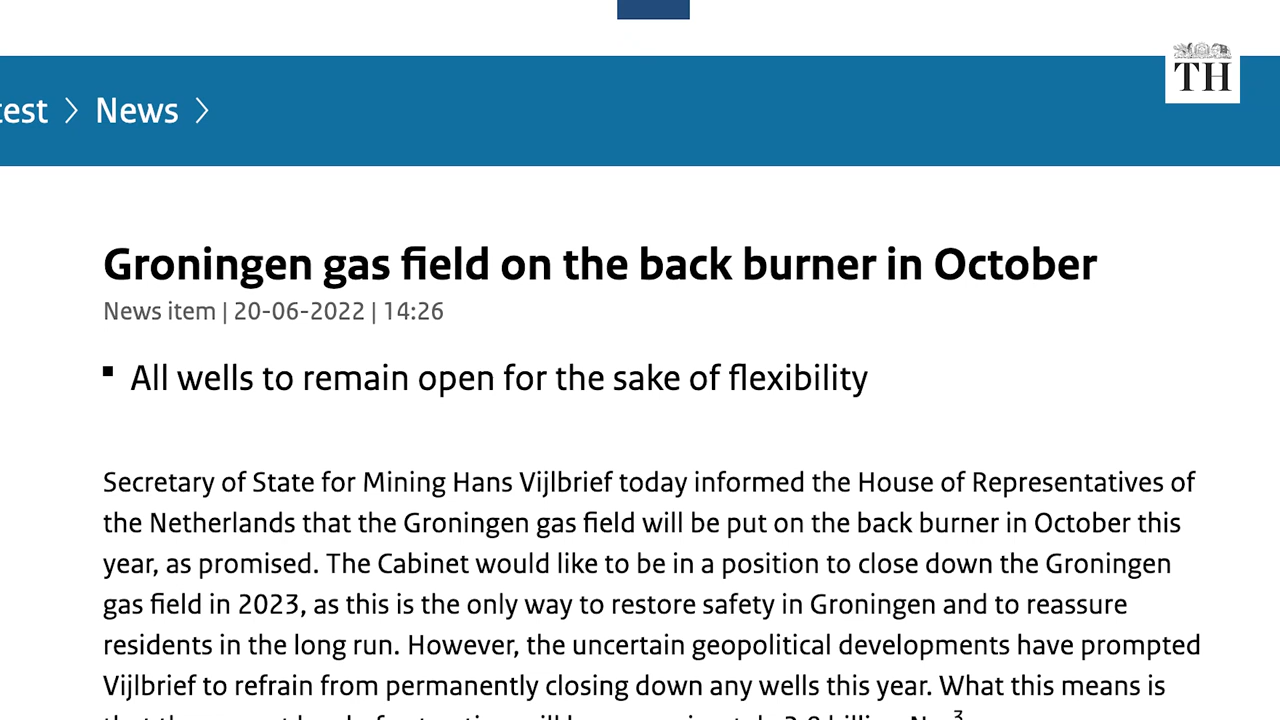 TH
test > News >
Groningen gas field on the back burner in October
News item | 20-06-2022 | 14:26
▪ All wells to remain open for the sake of flexibility
Secretary of State for Mining Hans Vijlbrief today informed the House of Representatives of
the Netherlands that the Groningen gas field will be put on the back burner in October this
year, as promised. The Cabinet would like to be in a position to close down the Groningen
gas field in 2023, as this is the only way to restore safety in Groningen and to reassure
residents in the long run. However, the uncertain geopolitical developments have prompted
Vijlbrief to refrain from permanently closing down any wells this year. What this means is